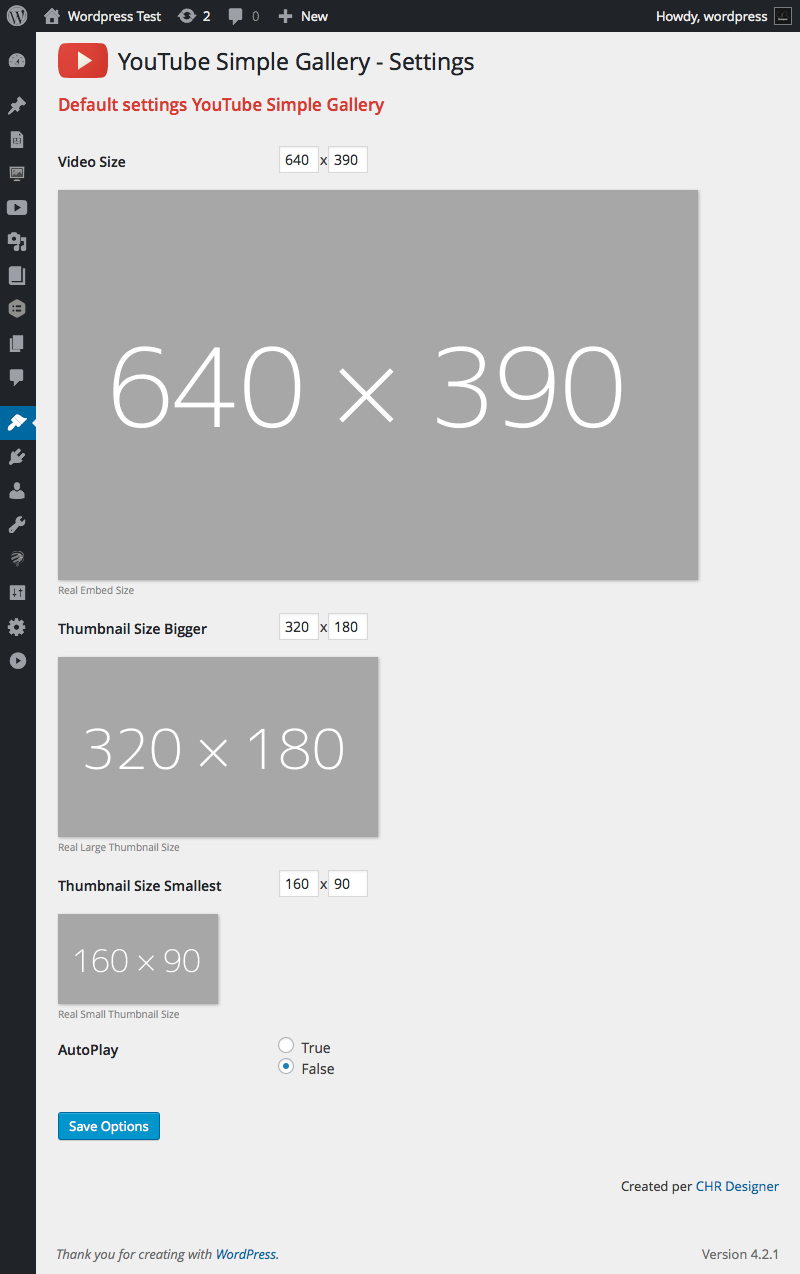 Wordpress Test 2 0 New Howdy, wordpress
YouTube Simple Gallery - Settings
Default settings YouTube Simple Gallery
Video Size 640 x 390
640 × 390
Real Embed Size
Thumbnail Size Bigger 320 x 180
320 × 180
Real Large Thumbnail Size
Thumbnail Size Smallest 160 x 90
160 × 90
Real Small Thumbnail Size
AutoPlay True
False
Save Options
Created per CHR Designer
Thank you for creating with WordPress. Version 4.2.1